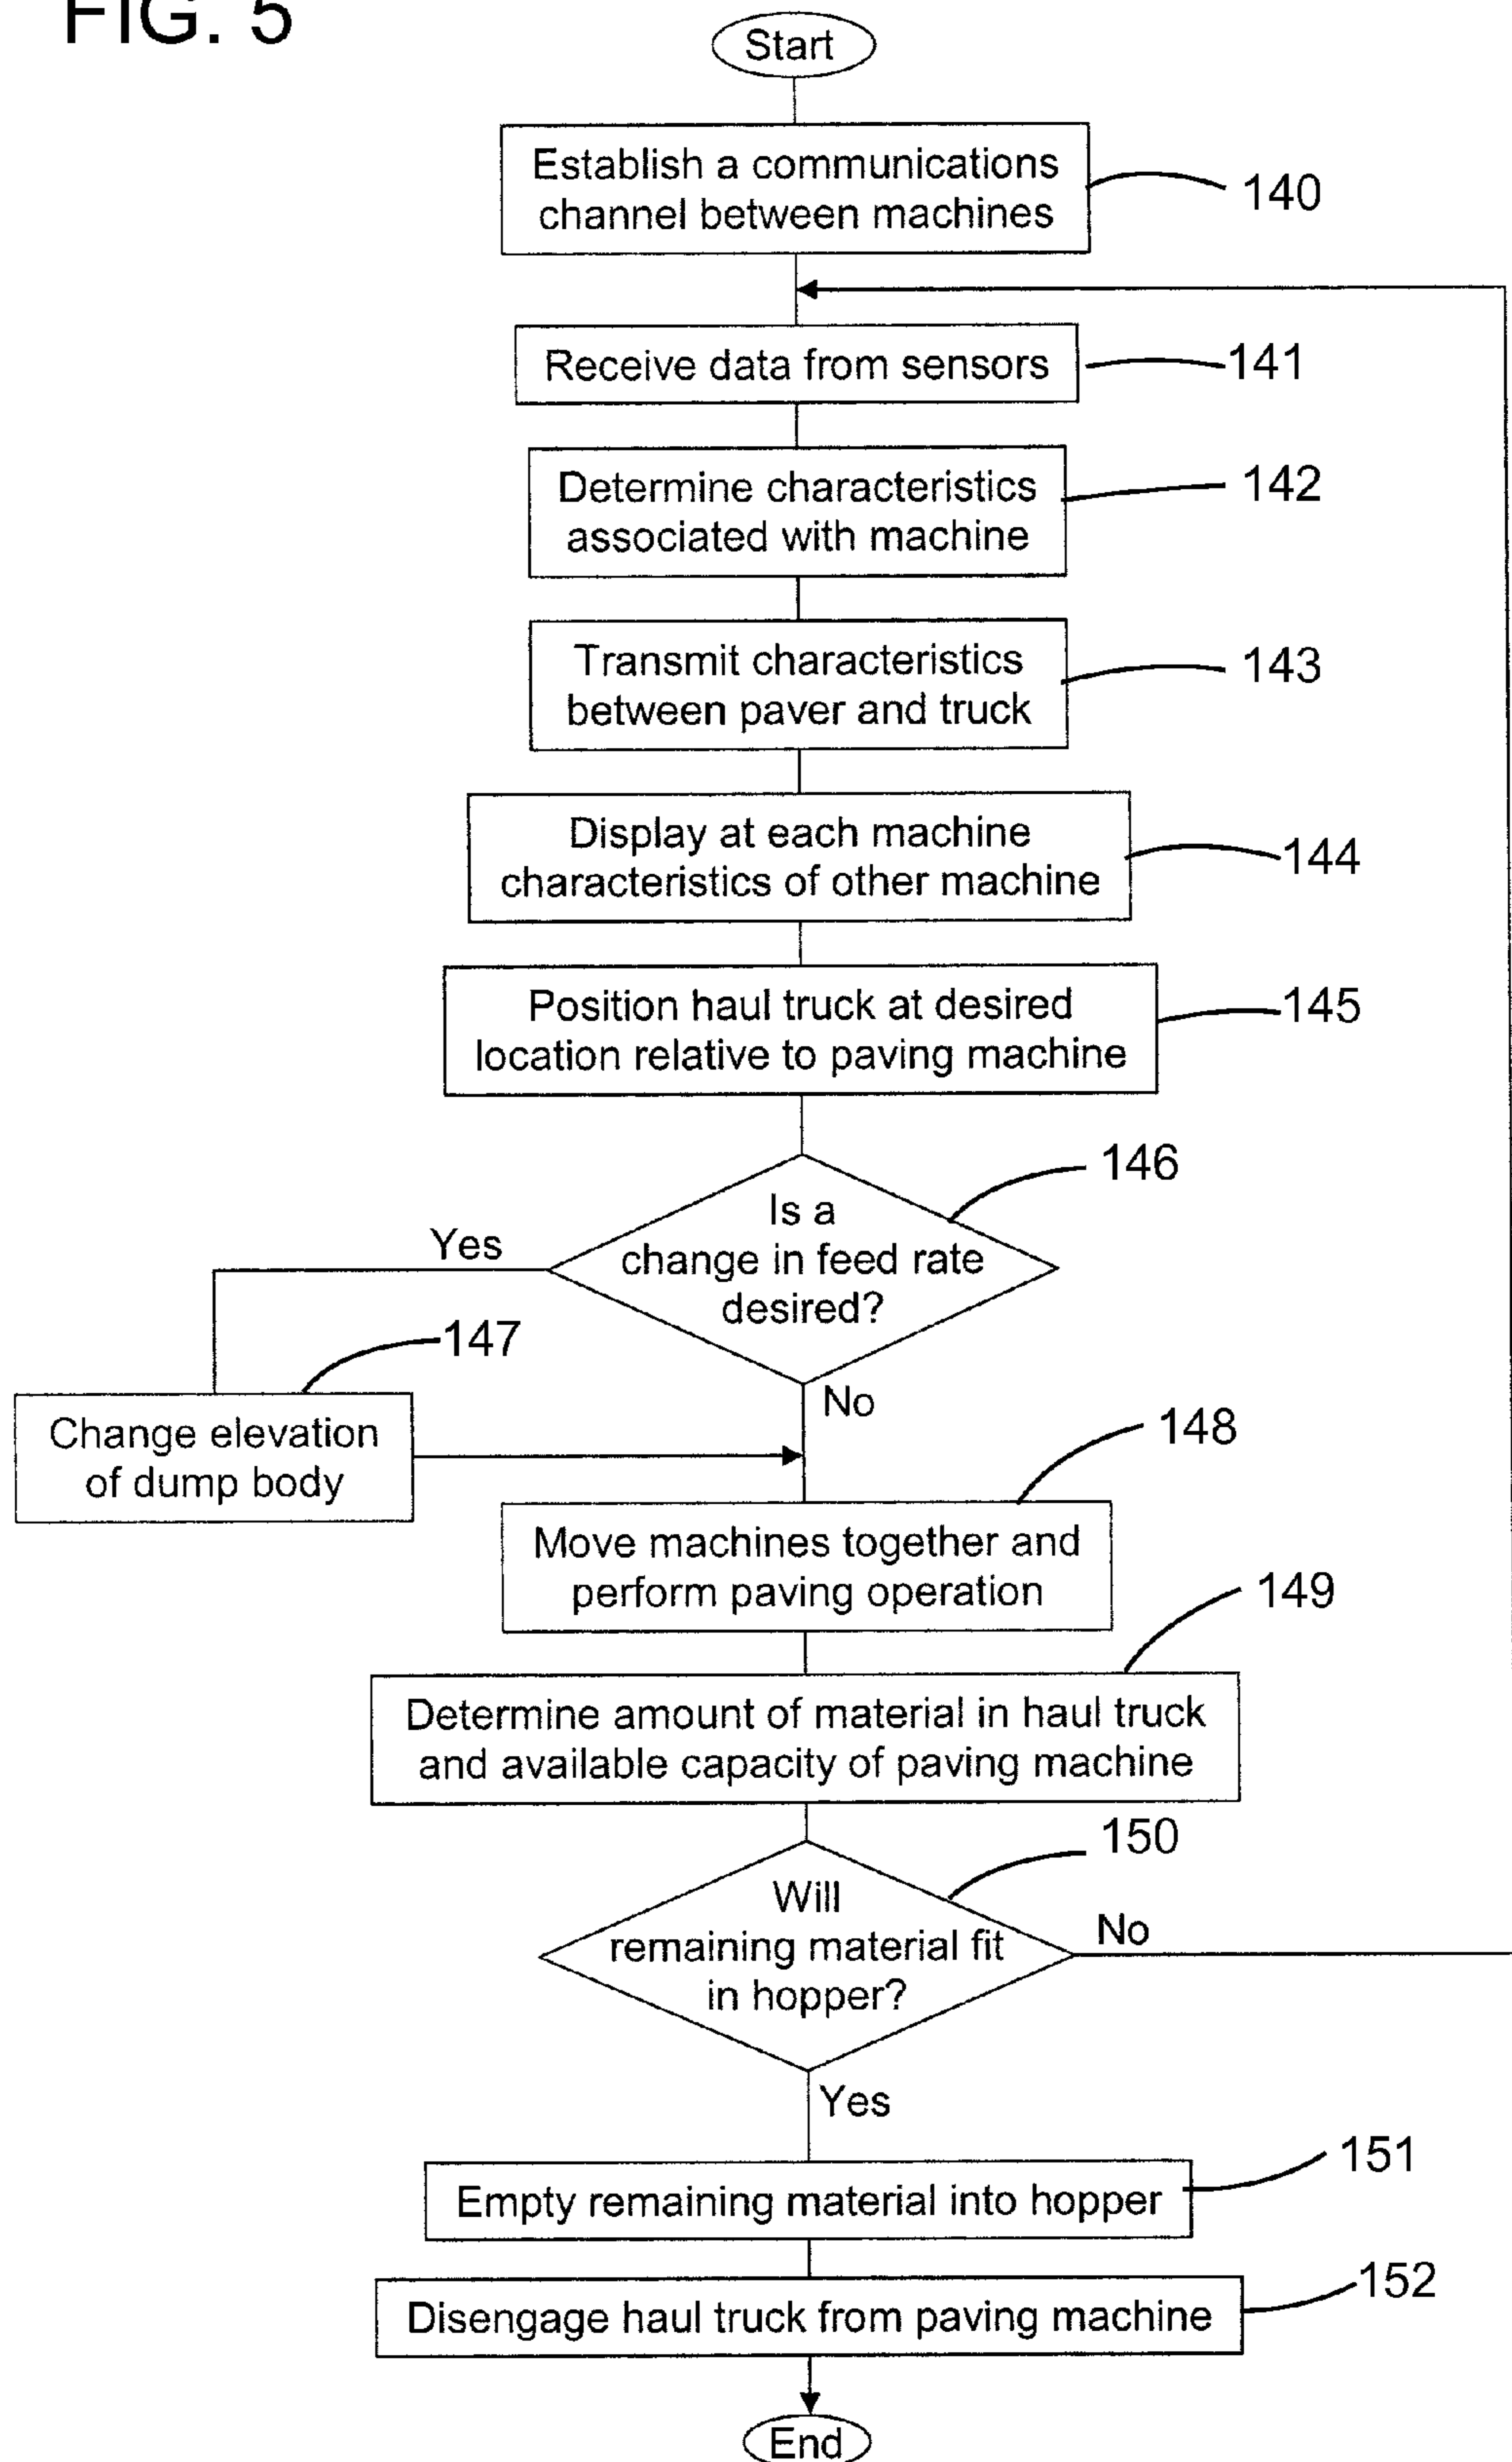 FIG. 5
Start
Establish a communications
channel between machines
140
Receive data from sensors
141
Determine characteristics
associated with machine
142
Transmit characteristics
between paver and truck
143
Display at each machine
characteristics of other machine
144
Position haul truck at desired
location relative to paving machine
145
146
Is a
change in feed rate
desired?
Yes
No
147
Change elevation
of dump body
148
Move machines together and
perform paving operation
149
Determine amount of material in haul truck
and available capacity of paving machine
150
Will
remaining material fit
in hopper?
No
Yes
151
Empty remaining material into hopper
152
Disengage haul truck from paving machine
End